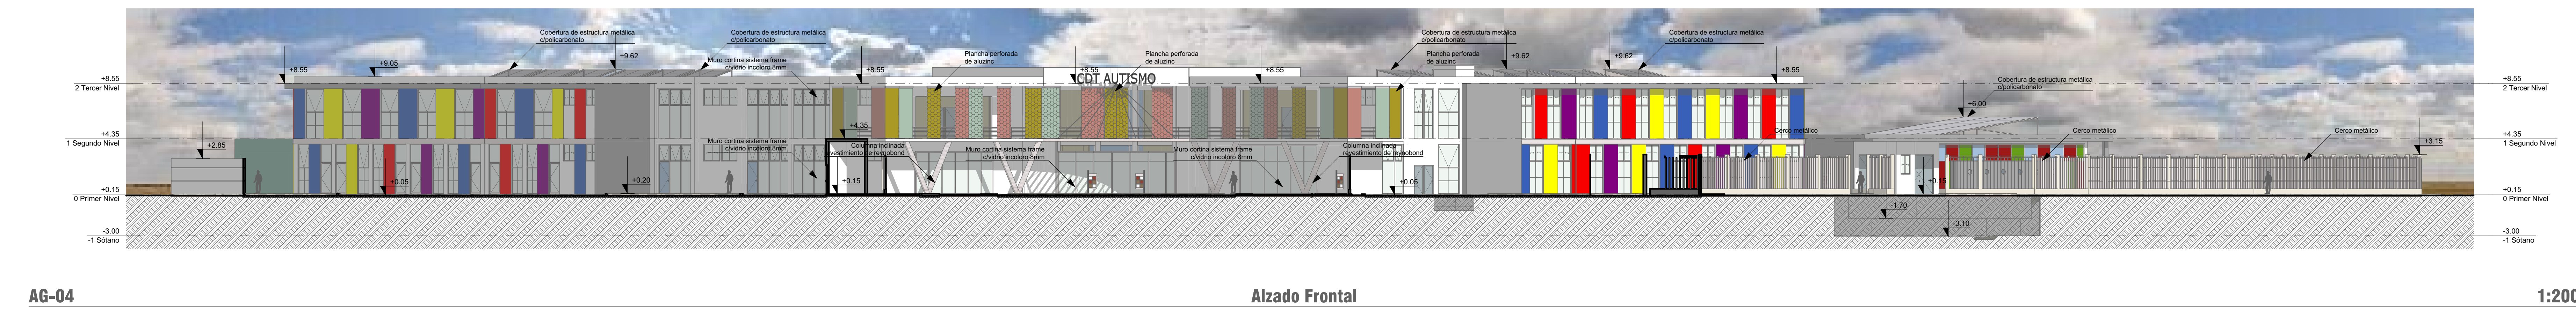 Cobertura de estructura metálica
c/policarbonato
Cobertura de estructura metálica
c/policarbonato
Cobertura de estructura metálica
c/policarbonato
Cobertura de estructura metálica
c/policarbonato
+9.05
+9.62
+9.62
+9.62
Plancha perforada
de aluzinc
Plancha perforada
de aluzinc
Plancha perforada
de aluzinc
Muro cortina sistema frame
c/vidrio incoloro 8mm
+8.55
2 Tercer Nivel
+8.55
+8.55
+8.55
CDT AUTISMO
+8.55
+8.55
+8.55
2 Tercer Nivel
Cobertura de estructura metálica
c/policarbonato
+6.00
+4.35
1 Segundo Nivel
+4.35
Cerco metálico
Cerco metálico
Cerco metálico
+4.35
1 Segundo Nivel
+2.85
Muro cortina sistema frame
c/vidrio incoloro 8mm
Columna inclinada
revestimiento de reynobond
Muro cortina sistema frame
c/vidrio incoloro 8mm
Muro cortina sistema frame
c/vidrio incoloro 8mm
Columna inclinada
revestimiento de reynobond
+3.15
+0.15
0 Primer Nivel
+0.05
+0.20
+0.15
+0.05
+0.15
+0.15
0 Primer Nivel
-1.70
-3.10
-3.00
-1 Sótano
-3.00
-1 Sótano
AG-04
Alzado Frontal
1:200